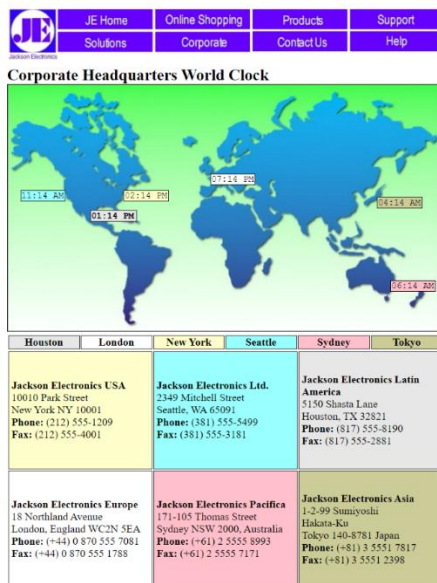 JE
Jackson Electronics
JE Home Online Shopping Products Support
Solutions Corporate Contact Us Help
Corporate Headquarters World Clock
07:14 PM
11:14 AM 02:14 PM
04:14 AM
01:14 PM
06:14 AM
Houston London New York Seattle Sydney Tokyo
Jackson Electronics USA
10010 Park Street
New York NY 10001
Phone: (212) 555-1209
Fax: (212) 555-4001
Jackson Electronics Ltd.
2349 Mitchell Street
Seattle, WA 65091
Phone: (381) 555-5499
Fax: (381) 555-3181
Jackson Electronics Latin
America
5150 Shasta Lane
Houston, TX 32821
Phone: (817) 555-8190
Fax: (817) 555-2881
Jackson Electronics Europe
18 Northland Avenue
London, England WC2N 5EA
Phone: (+44) 0 870 555 7081
Fax: (+44) 0 870 555 1788
Jackson Electronics Pacifica
171-105 Thomas Street
Sydney NSW 2000, Australia
Phone: (+61) 2 5555 8993
Fax: (+61) 2 5555 7171
Jackson Electronics Asia
1-2-99 Sumiyoshi
Hakata-Ku
Tokyo 140-8781 Japan
Phone: (+81) 3 5551 7817
Fax: (+81) 3 5551 2398